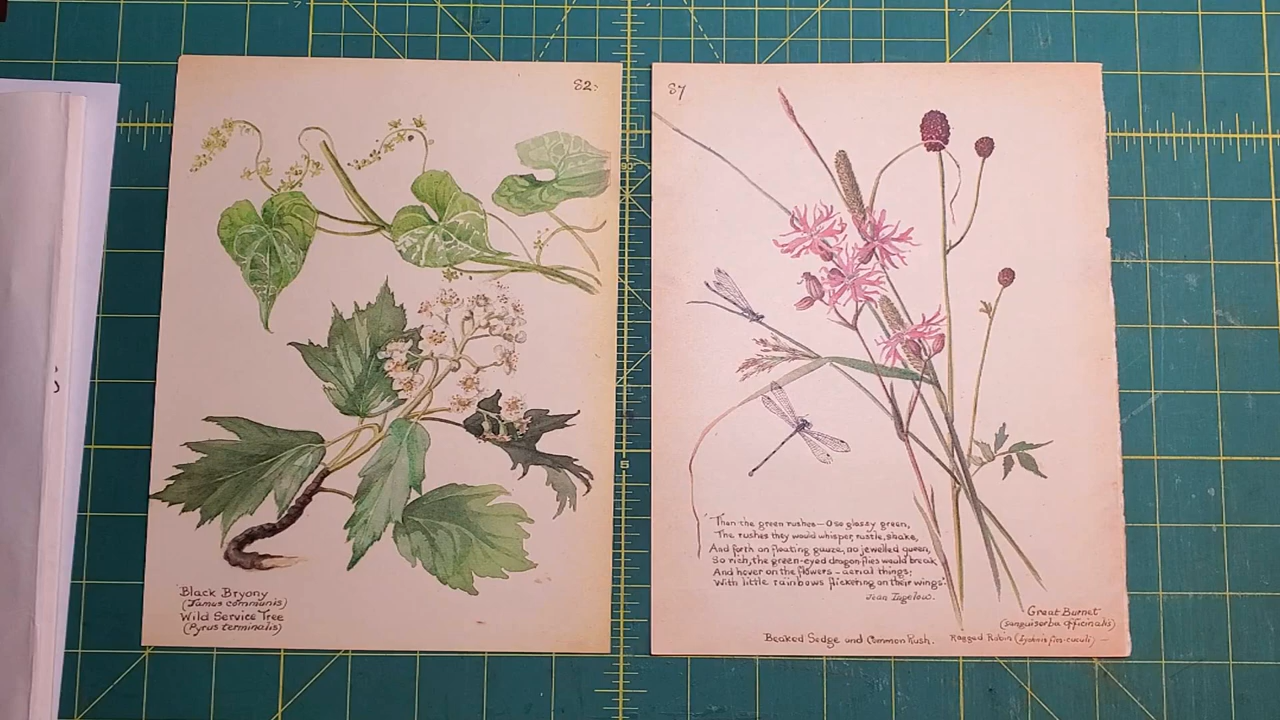 82.
Black Bryony
(Tamus communis)
Wild Service Tree
(Pyrus terminalis)
87
"Then the green rushes — O so glossy green,
The rushes they would whisper, rustle, shake,
And forth on floating gauze, no jewelled queen,
So rich, the green-eyed dragon-flies would break,
And hover on the flowers - aerial things,
With little rainbows flickering on their wings".
Jean Ingelow.
Great Burnet
(Sanguisorba officinalis)
Beaked Sedge and Common Rush.
Ragged Robin (Lychnis flos-cuculi) —
5